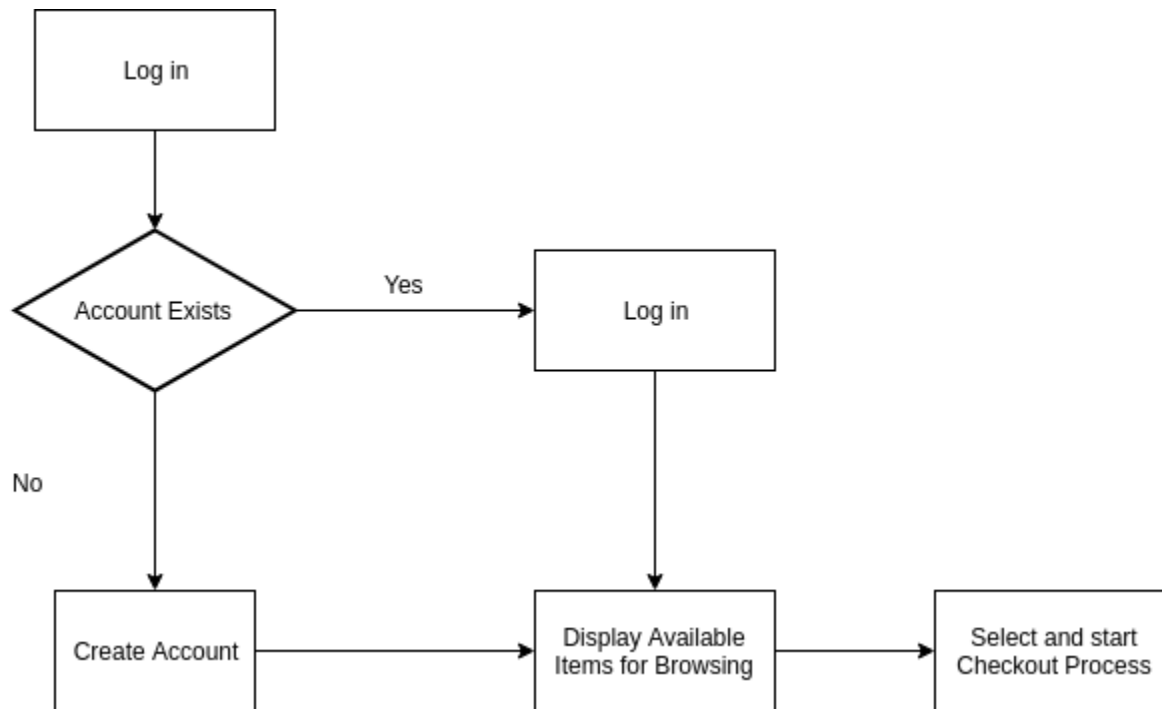 Log in
Account Exists
Yes
Log in
No
Create Account
Display Available
Items for Browsing
Select and start
Checkout Process